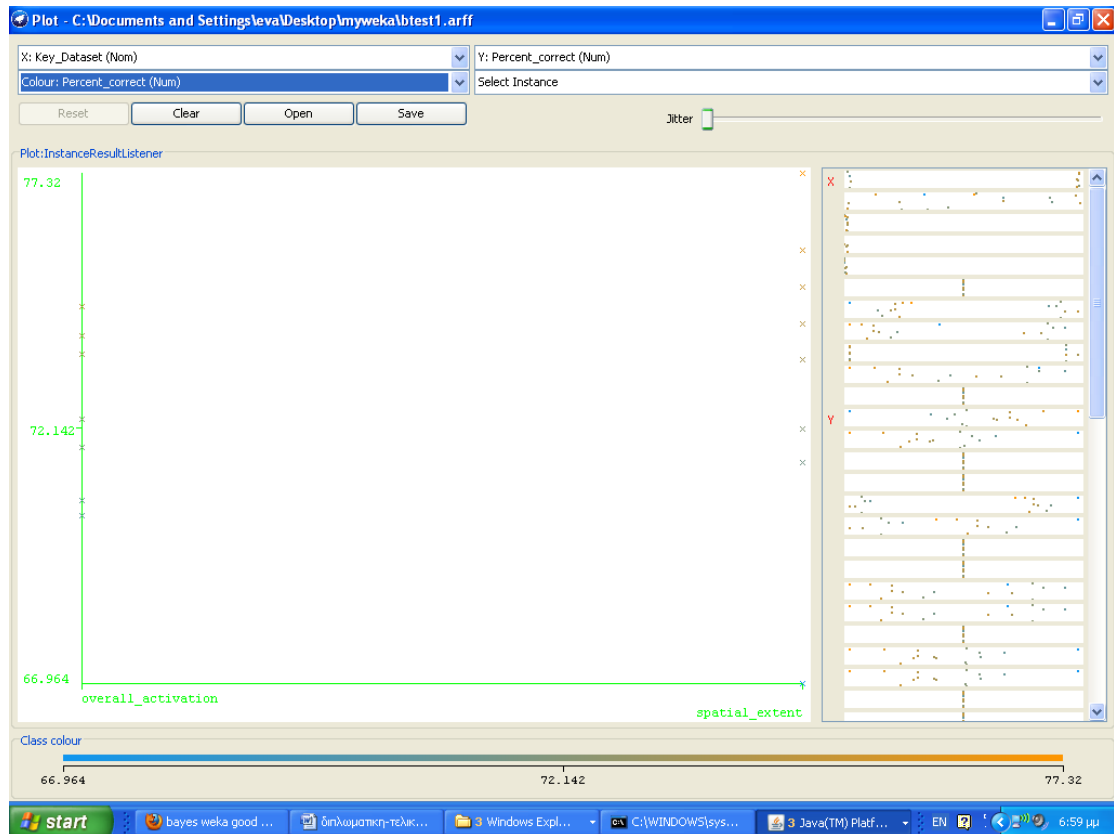 Plot - C:\Documents and Settings\eva\Desktop\myweka\btest1.arff
X: Key_Dataset (Nom)
Y: Percent_correct (Num)
Colour: Percent_correct (Num)
Select Instance
Reset
Clear
Open
Save
Jitter
Plot:InstanceResultListener
77.32
72.142
66.964
overall_activation
spatial_extent
X
Y
Class colour
66.964
72.142
77.32
start
bayes weka good ...
διπλωματικη-τελικ...
3 Windows Expl...
C:\WINDOWS\sys...
3 Java(TM) Platf...
EN
6:59 μμ